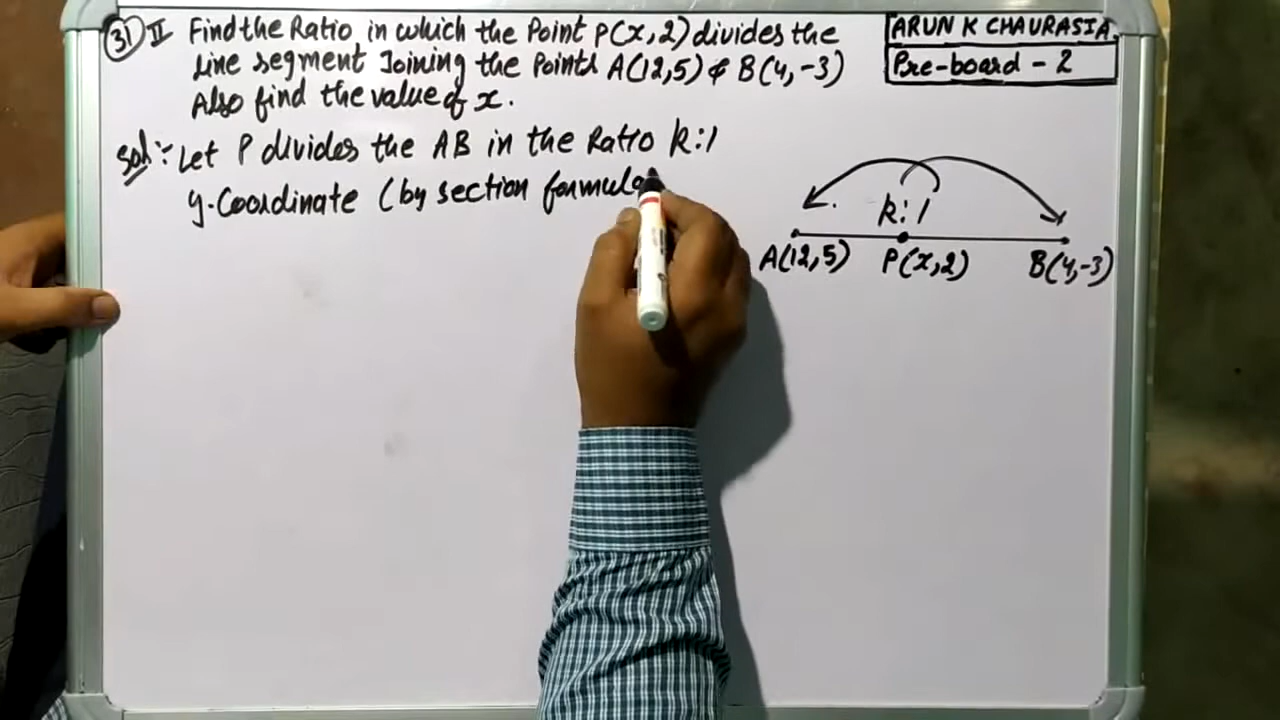 31 II Find the Ratio in which the Point P(x,2) divides the
Line segment Joining the Points A(12,5) & B(4,-3)
Also find the value of x.
ARUN K CHAURASIA
Pre-board - 2
Sol:- Let P divides the AB in the Ratio k:1
y-Coordinate (by section formula
k:1
A(12,5) P(x,2) B(4,-3)